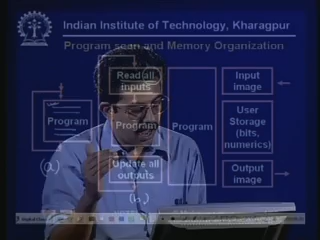 Indian Institute of Technology, Kharagpur
Program scan and Memory Organization
Read all
inputs
Program
Program
Update all
outputs
Program
Input
image
User
Storage
(bits,
numerics)
Output
image
(a)
(b)